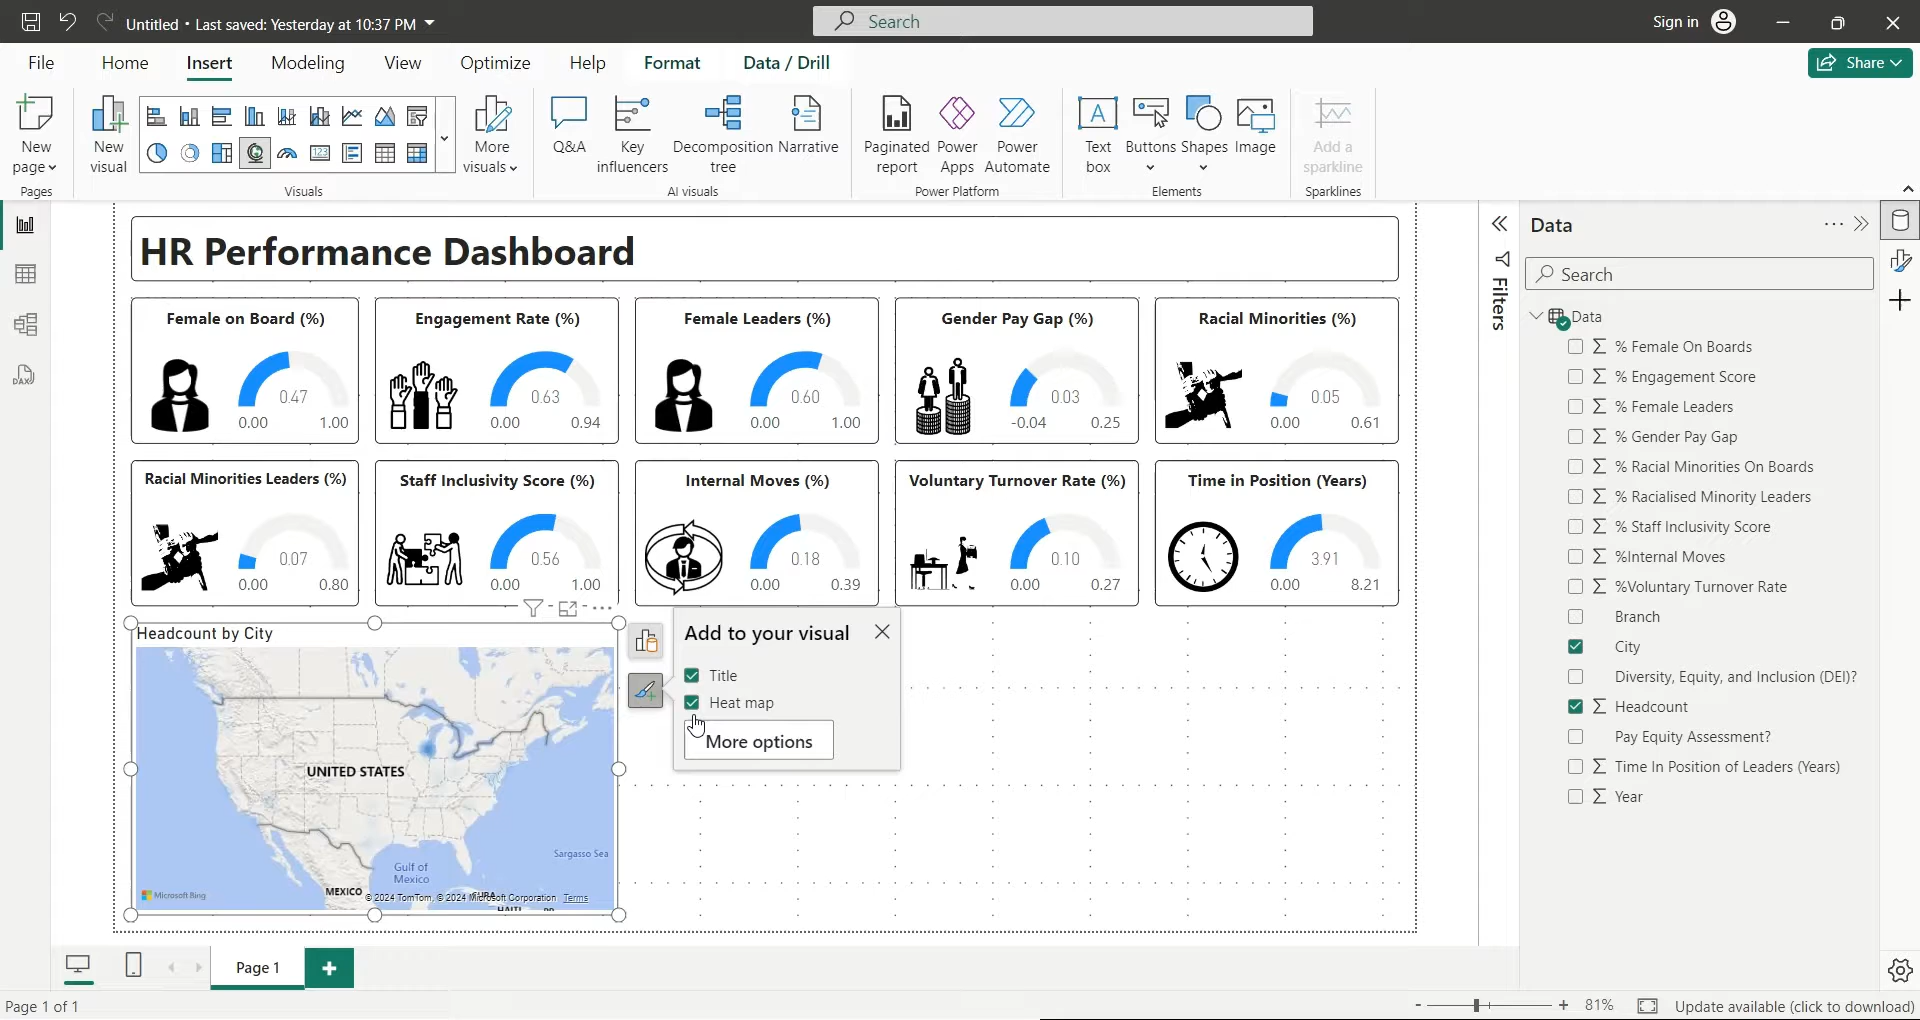 Untitled • Last saved: Yesterday at 10:37 PM
Search
Sign in
File Home Insert Modeling View Optimize Help Format Data / Drill
Share
New page
Pages
New visual
More visuals
Visuals
Q&A
Key influencers
Decomposition tree
Narrative
AI visuals
Paginated report
Power Apps
Power Automate
Power Platform
Text box
Buttons
Shapes
Image
Elements
Add a sparkline
Sparklines
HR Performance Dashboard
Female on Board (%)
0.47
0.00 1.00
Engagement Rate (%)
0.63
0.00 0.94
Female Leaders (%)
0.60
0.00 1.00
Gender Pay Gap (%)
0.03
-0.04 0.25
Racial Minorities (%)
0.05
0.00 0.61
Racial Minorities Leaders (%)
0.07
0.00 0.80
Staff Inclusivity Score (%)
0.56
0.00 1.00
Internal Moves (%)
0.18
0.00 0.39
Voluntary Turnover Rate (%)
0.10
0.00 0.27
Time in Position (Years)
3.91
0.00 8.21
Headcount by City
UNITED STATES
Sargasso Sea
Gulf of
Mexico
MEXICO
CUBA
HAITI
Microsoft Bing
© 2024 TomTom, © 2024 Microsoft Corporation Terms
Add to your visual
Title
Heat map
More options
Filters
Data
Search
Data
% Female On Boards
% Engagement Score
% Female Leaders
% Gender Pay Gap
% Racial Minorities On Boards
% Racialised Minority Leaders
% Staff Inclusivity Score
%Internal Moves
%Voluntary Turnover Rate
Branch
City
Diversity, Equity, and Inclusion (DEI)?
Headcount
Pay Equity Assessment?
Time In Position of Leaders (Years)
Year
DAX
Page 1
Page 1 of 1
- + 81%
Update available (click to download)